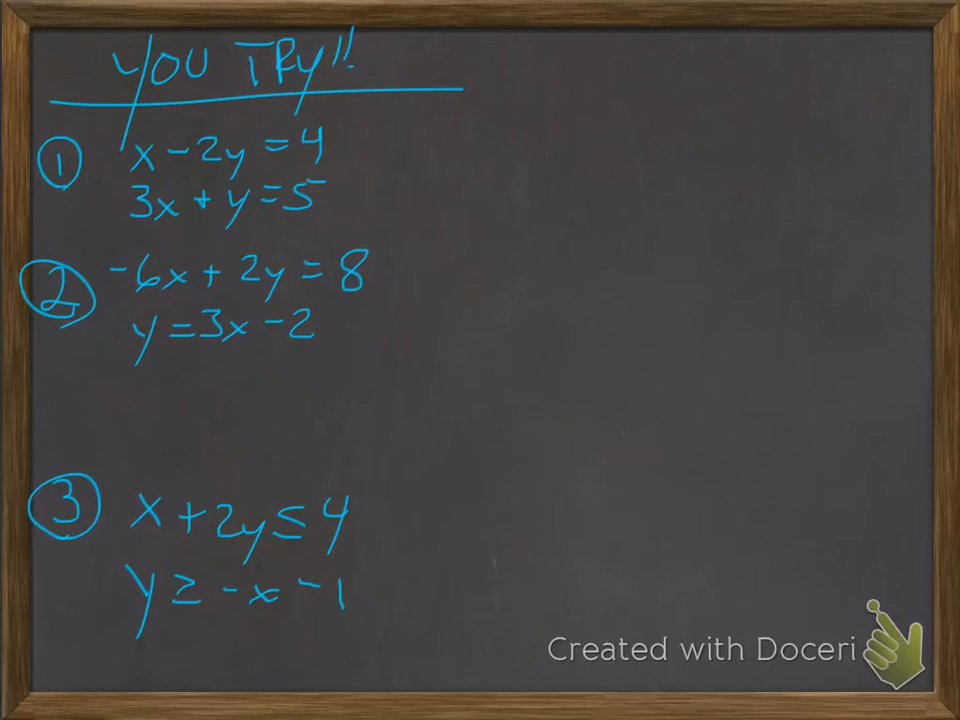 YOU TRY!!
① x - 2y = 4
3x + y = 5
② -6x + 2y = 8
y = 3x - 2
③ x + 2y ≤ 4
y ≥ -x - 1
Created with Doceri